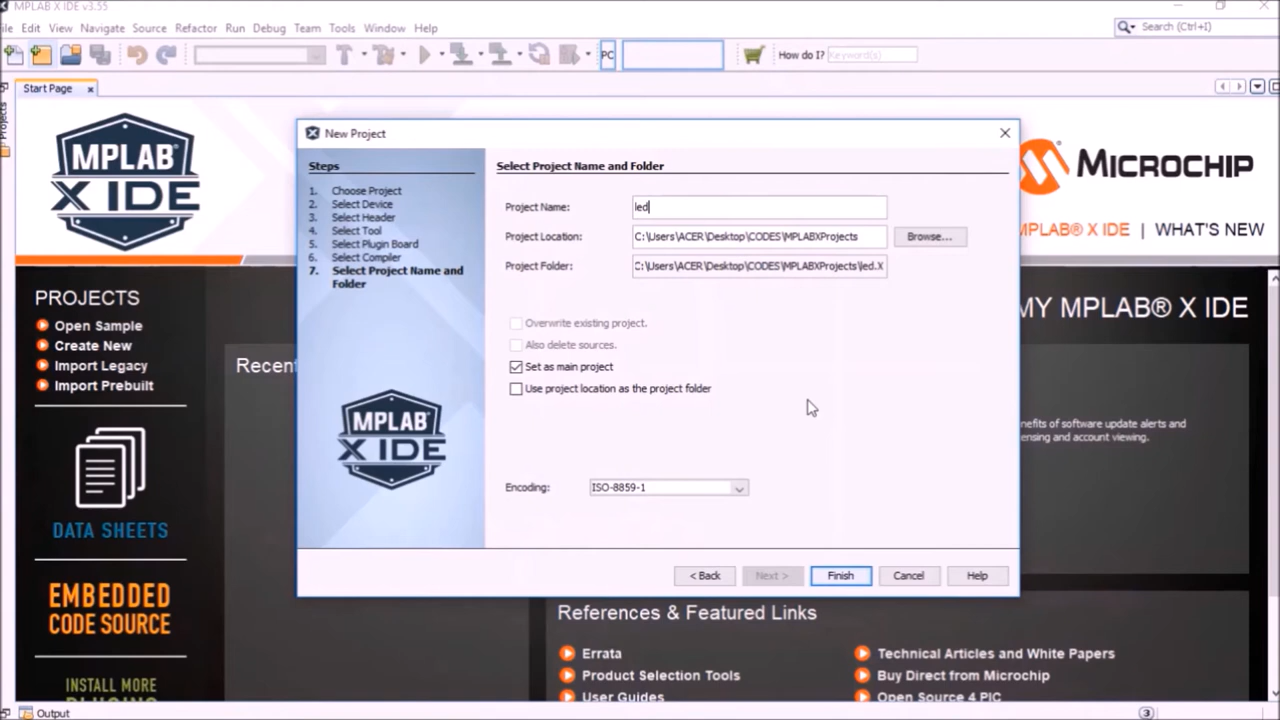 MPLAB X IDE v3.55
File Edit View Navigate Source Refactor Run Debug Team Tools Window Help
Search (Ctrl+I)
PC
How do I? Keyword(s)
Start Page
Projects
MPLAB
X IDE
MICROCHIP
MPLAB X IDE | WHAT'S NEW
New Project
Steps
1. Choose Project
2. Select Device
3. Select Header
4. Select Tool
5. Select Plugin Board
6. Select Compiler
7. Select Project Name and
Folder
MPLAB
X IDE
Select Project Name and Folder
Project Name: led
Project Location: C:\Users\ACER\Desktop\CODES\MPLABXProjects Browse...
Project Folder: C:\Users\ACER\Desktop\CODES\MPLABXProjects\led.X
Overwrite existing project.
Also delete sources.
Set as main project
Use project location as the project folder
Encoding: ISO-8859-1
< Back Next > Finish Cancel Help
PROJECTS
Open Sample
Create New
Import Legacy
Import Prebuilt
DATA SHEETS
EMBEDDED
CODE SOURCE
INSTALL MORE
Recent
MY MPLAB® X IDE
nefits of software update alerts and
ensing and account viewing.
References & Featured Links
Errata
Product Selection Tools
User Guides
Technical Articles and White Papers
Buy Direct from Microchip
Open Source 4 PIC
Output
3